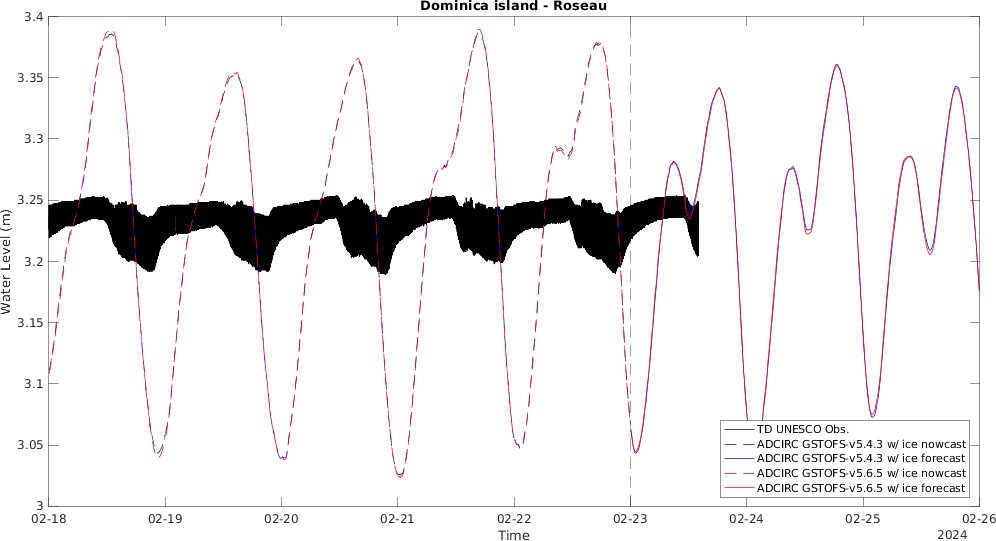 Dominica island - Roseau
3.4
3.35
3.3
3.25
3.2
3.15
3.1
3.05
3
Water Level (m)
02-18 02-19 02-20 02-21 02-22 02-23 02-24 02-25 02-26
Time
2024
TD UNESCO Obs.
ADCIRC GSTOFS-v5.4.3 w/ ice nowcast
ADCIRC GSTOFS-v5.4.3 w/ ice forecast
ADCIRC GSTOFS-v5.6.5 w/ ice nowcast
ADCIRC GSTOFS-v5.6.5 w/ ice forecast